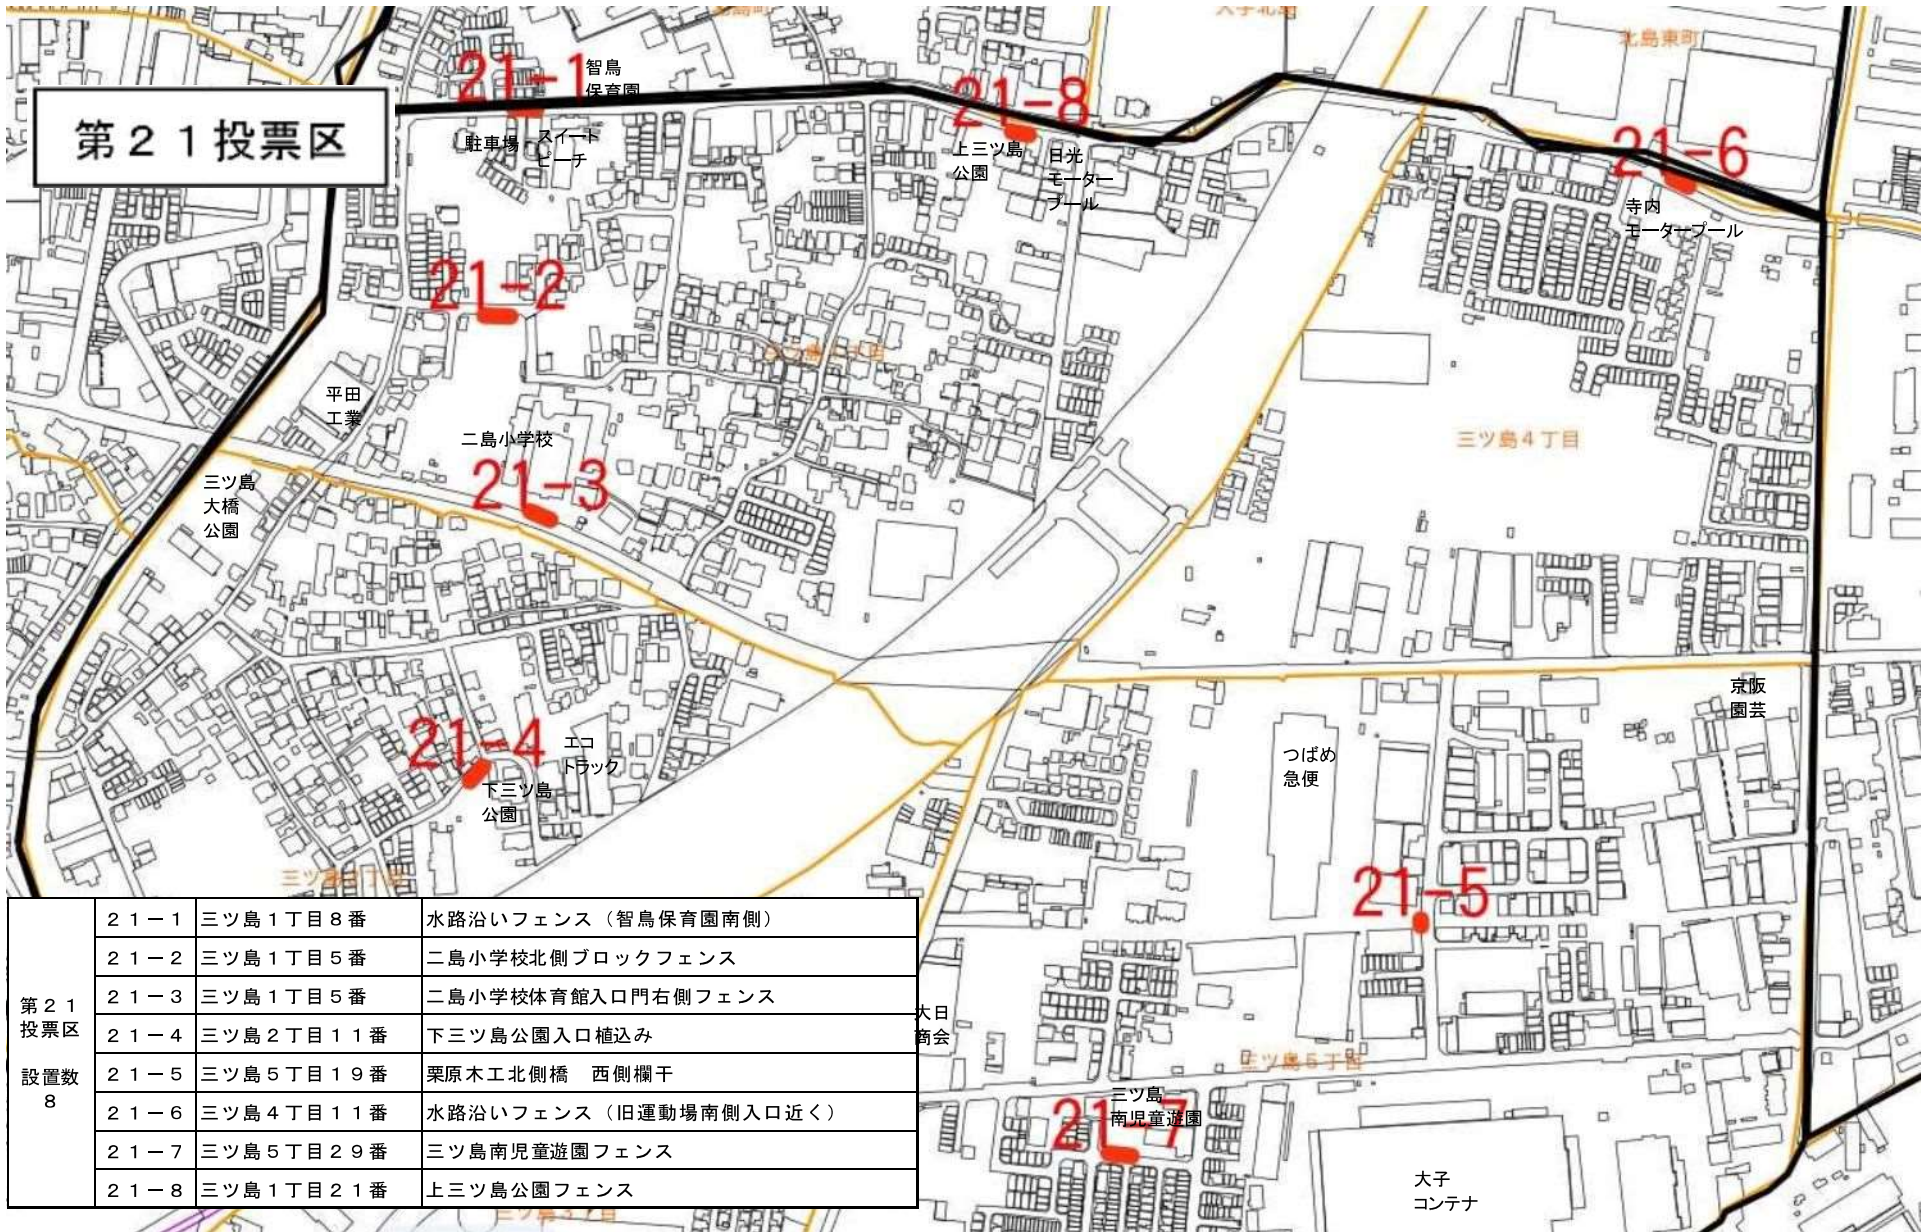 北島東町
21-1
智鳥
保育園
21-8
第２１投票区
駐車場
スイート
ピーチ
上三ツ島
公園
日光
モーター
プール
21-6
寺内
モータープール
21-2
平田
工業
二島小学校
21-3
三ツ島４丁目
三ツ島
大橋
公園
京阪
園芸
21-4
エコ
トラック
下三ツ島
公園
つばめ
急便
21-5
大日
商会
三ツ島５丁目
三ツ島
南児童遊園
21-7
大子
コンテナ
第２１
投票区
設置数
８
２１－１ 三ツ島１丁目８番 水路沿いフェンス（智鳥保育園南側）
２１－２ 三ツ島１丁目５番 二島小学校北側ブロックフェンス
２１－３ 三ツ島１丁目５番 二島小学校体育館入口門右側フェンス
２１－４ 三ツ島２丁目１１番 下三ツ島公園入口植込み
２１－５ 三ツ島５丁目１９番 栗原木工北側橋　西側欄干
２１－６ 三ツ島４丁目１１番 水路沿いフェンス（旧運動場南側入口近く）
２１－７ 三ツ島５丁目２９番 三ツ島南児童遊園フェンス
２１－８ 三ツ島１丁目２１番 上三ツ島公園フェンス